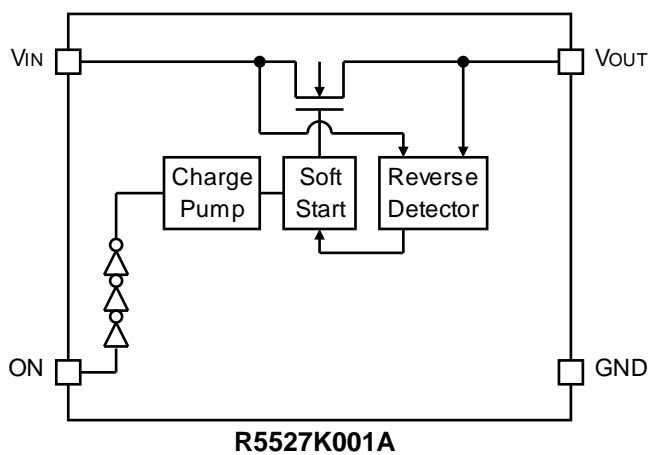 VIN
VOUT
Charge
Pump
Soft
Start
Reverse
Detector
ON
GND
R5527K001A